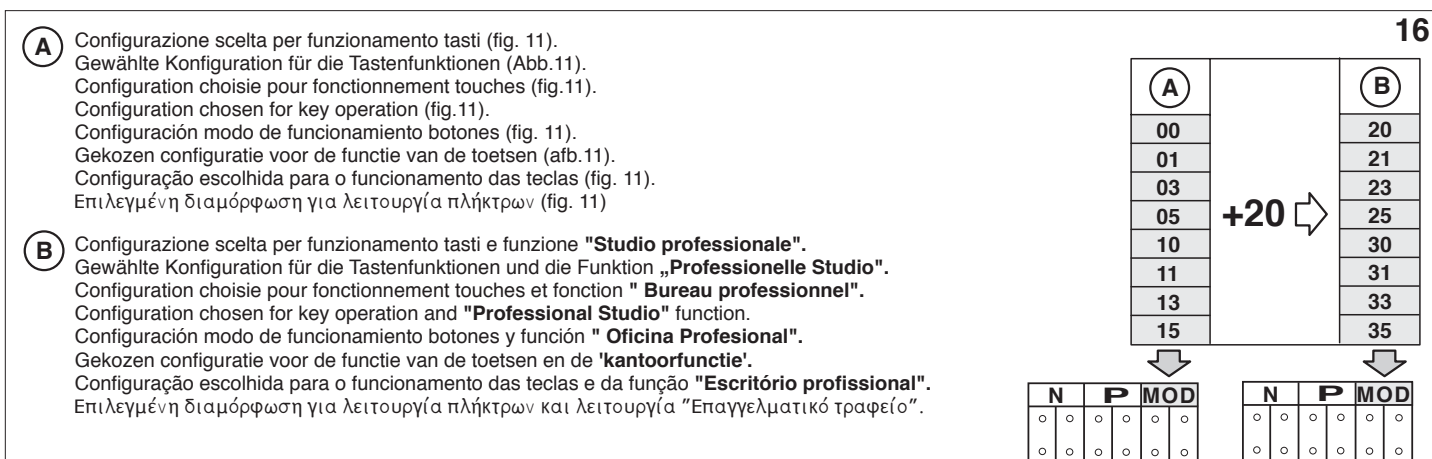 16
A Configurazione scelta per funzionamento tasti (fig. 11).
Gewählte Konfiguration für die Tastenfunktionen (Abb.11).
Configuration choisie pour fonctionnement touches (fig.11).
Configuration chosen for key operation (fig.11).
Configuración modo de funcionamiento botones (fig. 11).
Gekozen configuratie voor de functie van de toetsen (afb.11).
Configuração escolhida para o funcionamento das teclas (fig. 11).
Επιλεγμένη διαμόρφωση για λειτουργία πλήκτρων (fig. 11)
B Configurazione scelta per funzionamento tasti e funzione "Studio professionale".
Gewählte Konfiguration für die Tastenfunktionen und die Funktion „Professionelle Studio".
Configuration choisie pour fonctionnement touches et fonction " Bureau professionnel".
Configuration chosen for key operation and "Professional Studio" function.
Configuración modo de funcionamiento botones y función " Oficina Profesional".
Gekozen configuratie voor de functie van de toetsen en de 'kantoorfunctie'.
Configuração escolhida para o funcionamento das teclas e da função "Escritório profissional".
Επιλεγμένη διαμόρφωση για λειτουργία πλήκτρων και λειτουργία "Επαγγελματικό τραφείο".
A B
00 20
01 21
03 23
05 +20 25
10 30
11 31
13 33
15 35
N P MOD N P MOD